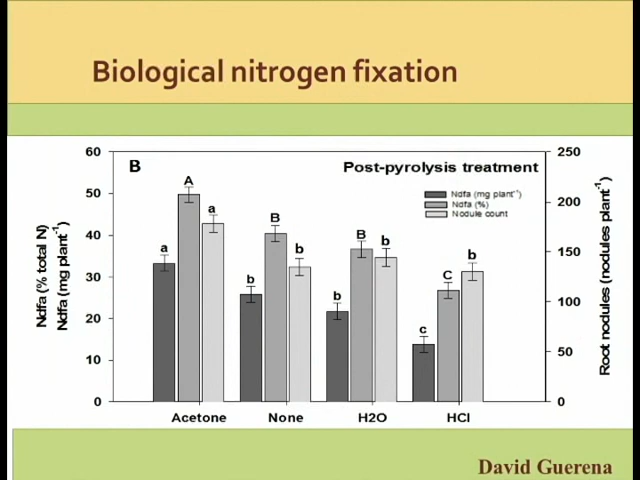 Biological nitrogen fixation
B
Post-pyrolysis treatment
Ndfa (mg plant⁻¹)
Ndfa (%)
Nodule count
Ndfa (% total N)
Ndfa (mg plant⁻¹)
60
50
40
30
20
10
0
a
A
a
b
B
b
b
B
b
c
C
b
250
200
150
100
50
0
Root nodules (nodules plant⁻¹)
Acetone None H2O HCl
David Guerena